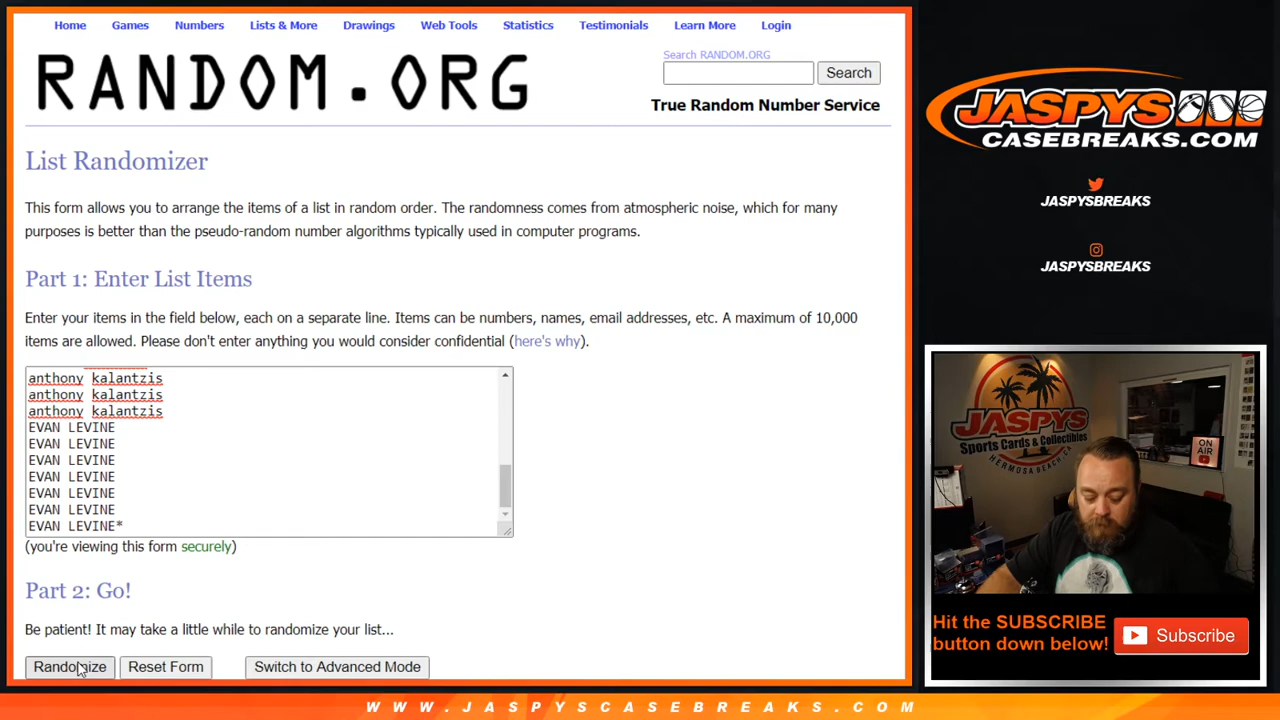 Home Games Numbers Lists & More Drawings Web Tools Statistics Testimonials Learn More Login
RANDOM.ORG
Search RANDOM.ORG
Search
True Random Number Service
List Randomizer
This form allows you to arrange the items of a list in random order. The randomness comes from atmospheric noise, which for many
purposes is better than the pseudo-random number algorithms typically used in computer programs.
Part 1: Enter List Items
Enter your items in the field below, each on a separate line. Items can be numbers, names, email addresses, etc. A maximum of 10,000
items are allowed. Please don't enter anything you would consider confidential (here's why).
anthony kalantzis
anthony kalantzis
anthony kalantzis
EVAN LEVINE
EVAN LEVINE
EVAN LEVINE
EVAN LEVINE
EVAN LEVINE
EVAN LEVINE
EVAN LEVINE*
(you're viewing this form securely)
Part 2: Go!
Be patient! It may take a little while to randomize your list...
Randomize Reset Form Switch to Advanced Mode
JASPYS
CASEBREAKS.COM
JASPYSBREAKS
JASPYSBREAKS
JASPYS
Sports Cards & Collectibles
HERMOSA BEACH, CA
ON
AIR
Hit the SUBSCRIBE
button down below!
Subscribe
WWW.JASPYSCASEBREAKS.COM